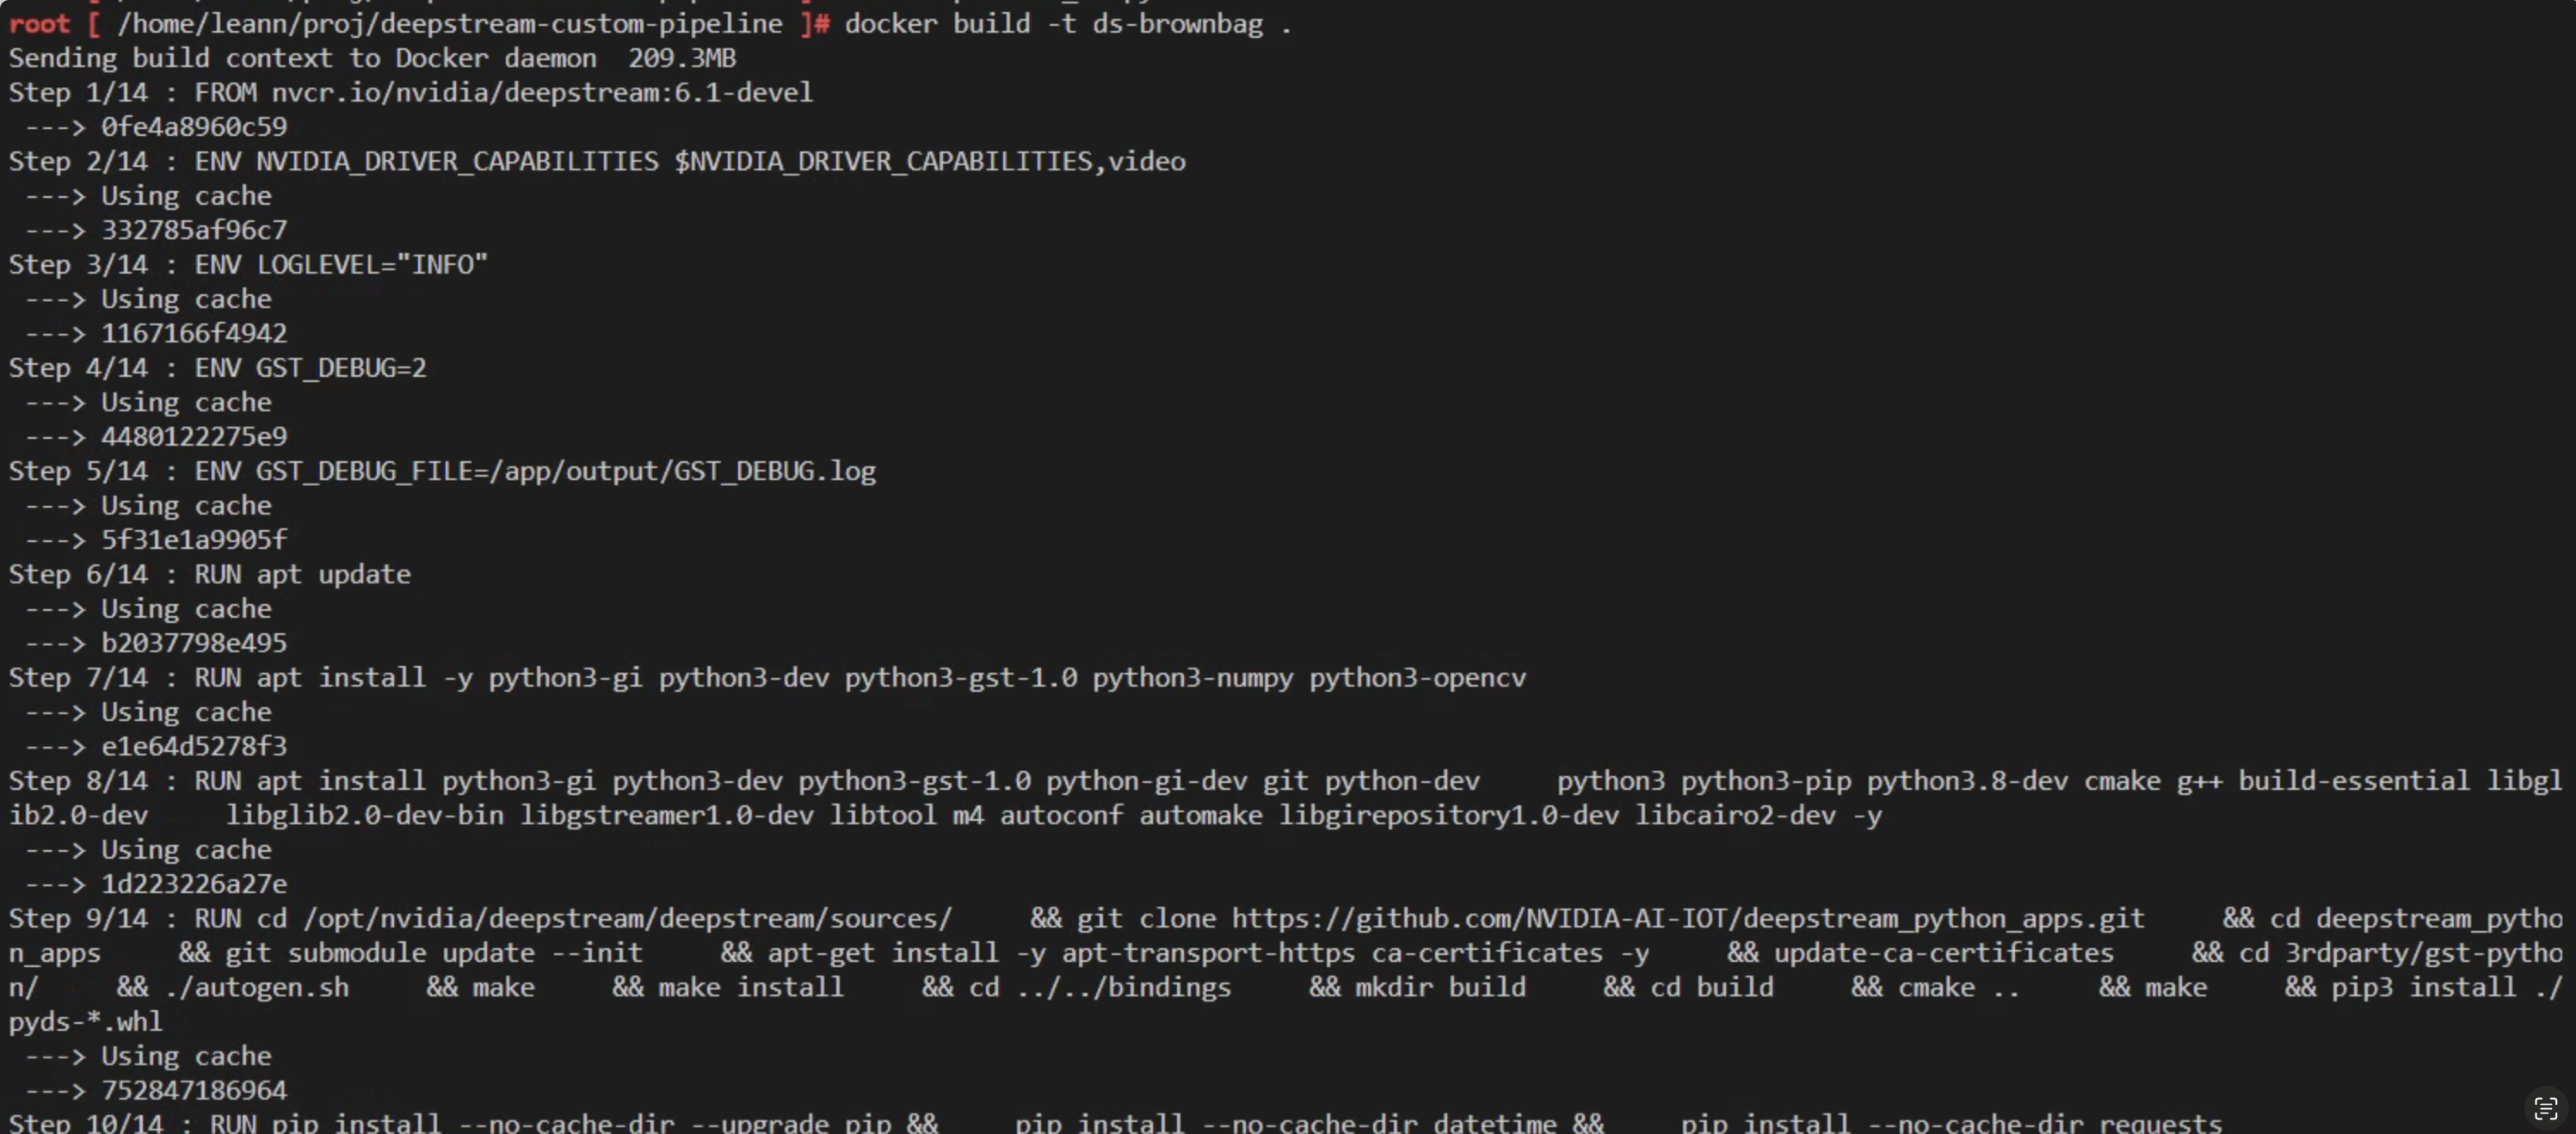 root [ /home/leann/proj/deepstream-custom-pipeline ]# docker build -t ds-brownbag .
Sending build context to Docker daemon  209.3MB
Step 1/14 : FROM nvcr.io/nvidia/deepstream:6.1-devel
 ---> 0fe4a8960c59
Step 2/14 : ENV NVIDIA_DRIVER_CAPABILITIES $NVIDIA_DRIVER_CAPABILITIES,video
 ---> Using cache
 ---> 332785af96c7
Step 3/14 : ENV LOGLEVEL="INFO"
 ---> Using cache
 ---> 1167166f4942
Step 4/14 : ENV GST_DEBUG=2
 ---> Using cache
 ---> 4480122275e9
Step 5/14 : ENV GST_DEBUG_FILE=/app/output/GST_DEBUG.log
 ---> Using cache
 ---> 5f31e1a9905f
Step 6/14 : RUN apt update
 ---> Using cache
 ---> b2037798e495
Step 7/14 : RUN apt install -y python3-gi python3-dev python3-gst-1.0 python3-numpy python3-opencv
 ---> Using cache
 ---> e1e64d5278f3
Step 8/14 : RUN apt install python3-gi python3-dev python3-gst-1.0 python-gi-dev git python-dev     python3 python3-pip python3.8-dev cmake g++ build-essential libgl
ib2.0-dev     libglib2.0-dev-bin libgstreamer1.0-dev libtool m4 autoconf automake libgirepository1.0-dev libcairo2-dev -y
 ---> Using cache
 ---> 1d223226a27e
Step 9/14 : RUN cd /opt/nvidia/deepstream/deepstream/sources/     && git clone https://github.com/NVIDIA-AI-IOT/deepstream_python_apps.git     && cd deepstream_pytho
n_apps     && git submodule update --init     && apt-get install -y apt-transport-https ca-certificates -y     && update-ca-certificates     && cd 3rdparty/gst-pytho
n/     && ./autogen.sh     && make     && make install     && cd ../../bindings     && mkdir build     && cd build     && cmake ..     && make     && pip3 install ./
pyds-*.whl
 ---> Using cache
 ---> 752847186964
Step 10/14 : RUN pip install --no-cache-dir --upgrade pip &&     pip install --no-cache-dir datetime &&     pip install --no-cache-dir requests